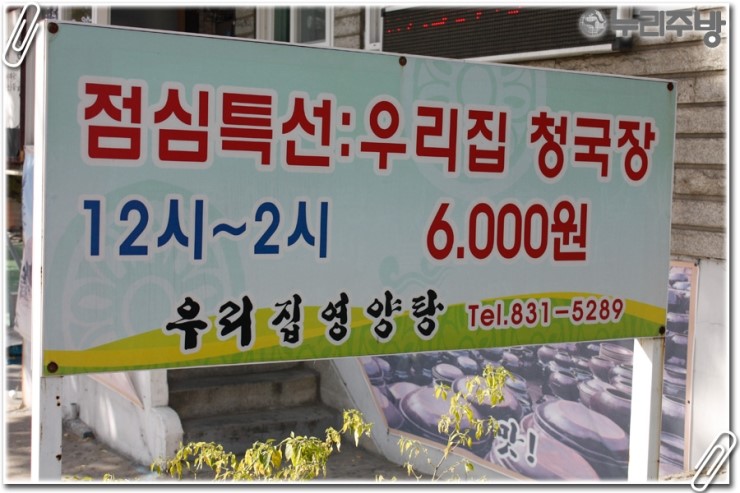 누리주방
점심특선:우리집 청국장
12시~2시 6.000원
우리집영양탕 Tel.831-5289
맛!